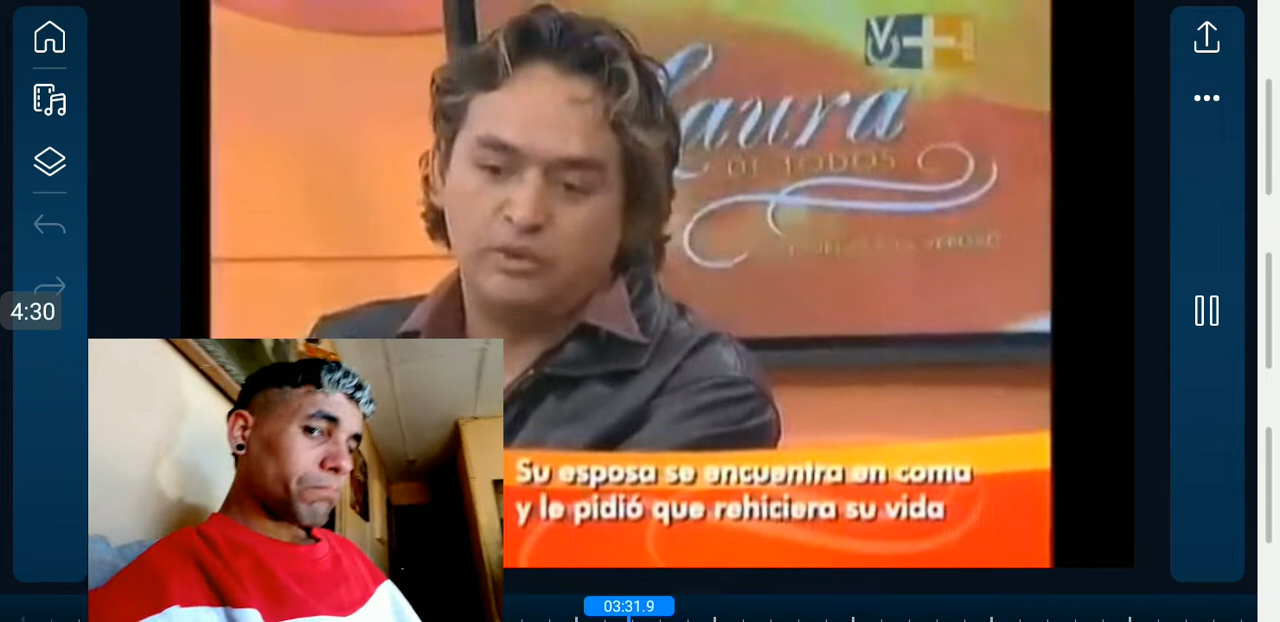 V+
laura
DE TODOS
4:30
Su esposa se encuentra en coma
y le pidió que rehiciera su vida
03:31.9